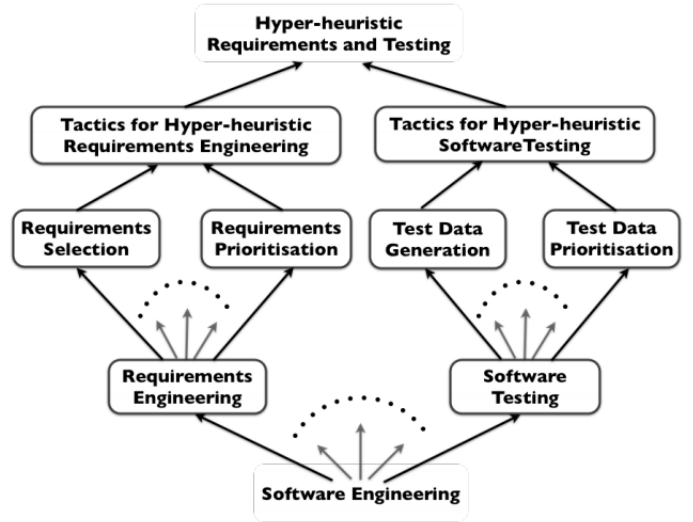 Hyper-heuristic
Requirements and Testing
Tactics for Hyper-heuristic
Requirements Engineering
Tactics for Hyper-heuristic
SoftwareTesting
Requirements
Selection
Requirements
Prioritisation
Test Data
Generation
Test Data
Prioritisation
Requirements
Engineering
Software
Testing
Software Engineering